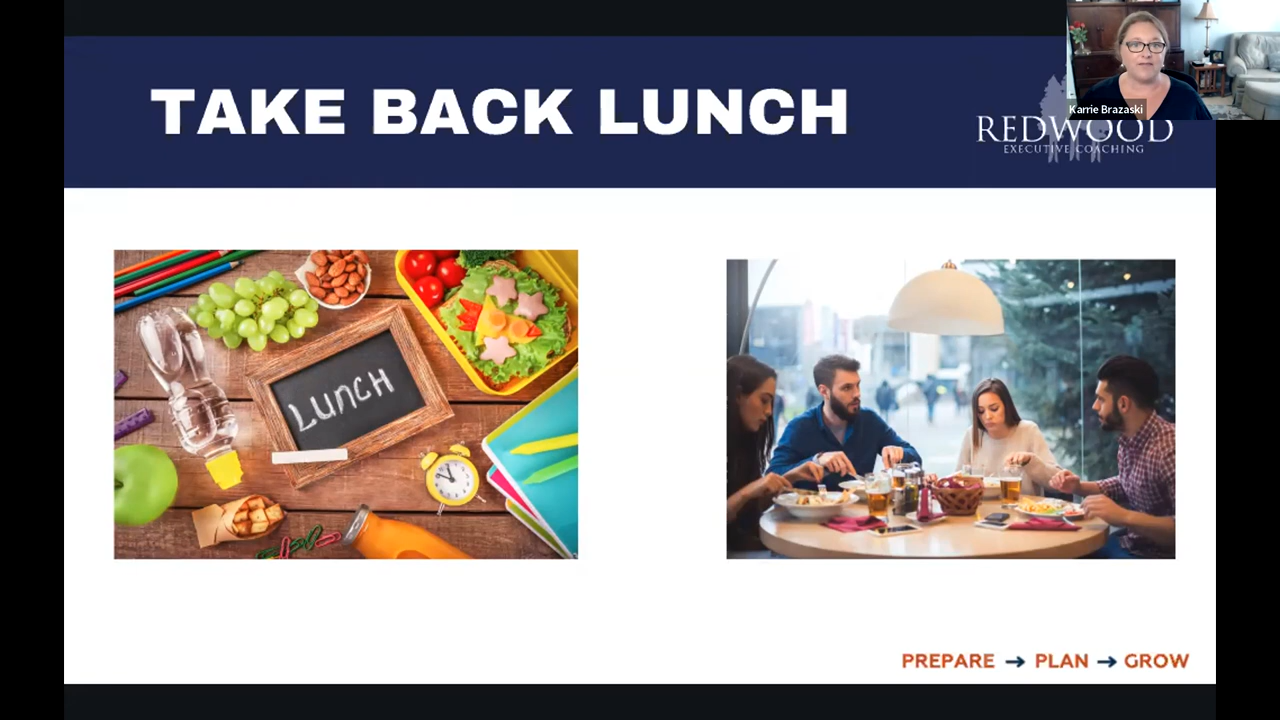 TAKE BACK LUNCH
Karrie Brazaski
REDWOOD
EXECUTIVE COACHING
LUNCH
PREPARE → PLAN → GROW